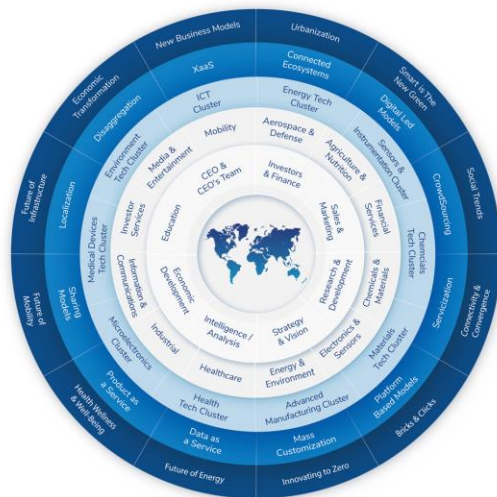 New Business Models
Urbanization
Smart is The
New Green
Social Trends
Connectivity &
Convergence
Bricks & Clicks
Innovating to Zero
Future of Energy
Health Wellness
& Well-Being
Future of
Mobility
Future of
Infrastructure
Economic
Transformation
XaaS
Connected
Ecosystems
Digital Led
Models
CrowdSourcing
Servicization
Platform
Based Models
Mass
Customization
Data as
a Service
Product as
a Service
Sharing
Models
Localization
Disaggregation
ICT
Cluster
Energy Tech
Cluster
Sensors &
Instrumentation Cluster
Chemcials
Tech Cluster
Materials
Tech Cluster
Advanced
Manufacturing Cluster
Health
Tech Cluster
Microelectronics
Cluster
Medical Devices
Tech Cluster
Environment
Tech Cluster
Mobility
Aerospace &
Defense
Agriculture &
Nutrition
Financial
Services
Chemicals &
Materials
Electronics &
Sensors
Energy &
Environment
Healthcare
Industrial
Information &
Communications
Investor
Services
Media &
Entertainment
CEO &
CEO's Team
Investors
& Finance
Sales &
Marketing
Research &
Development
Strategy
& Vision
Intelligence /
Analysis
Economic
Development
Education